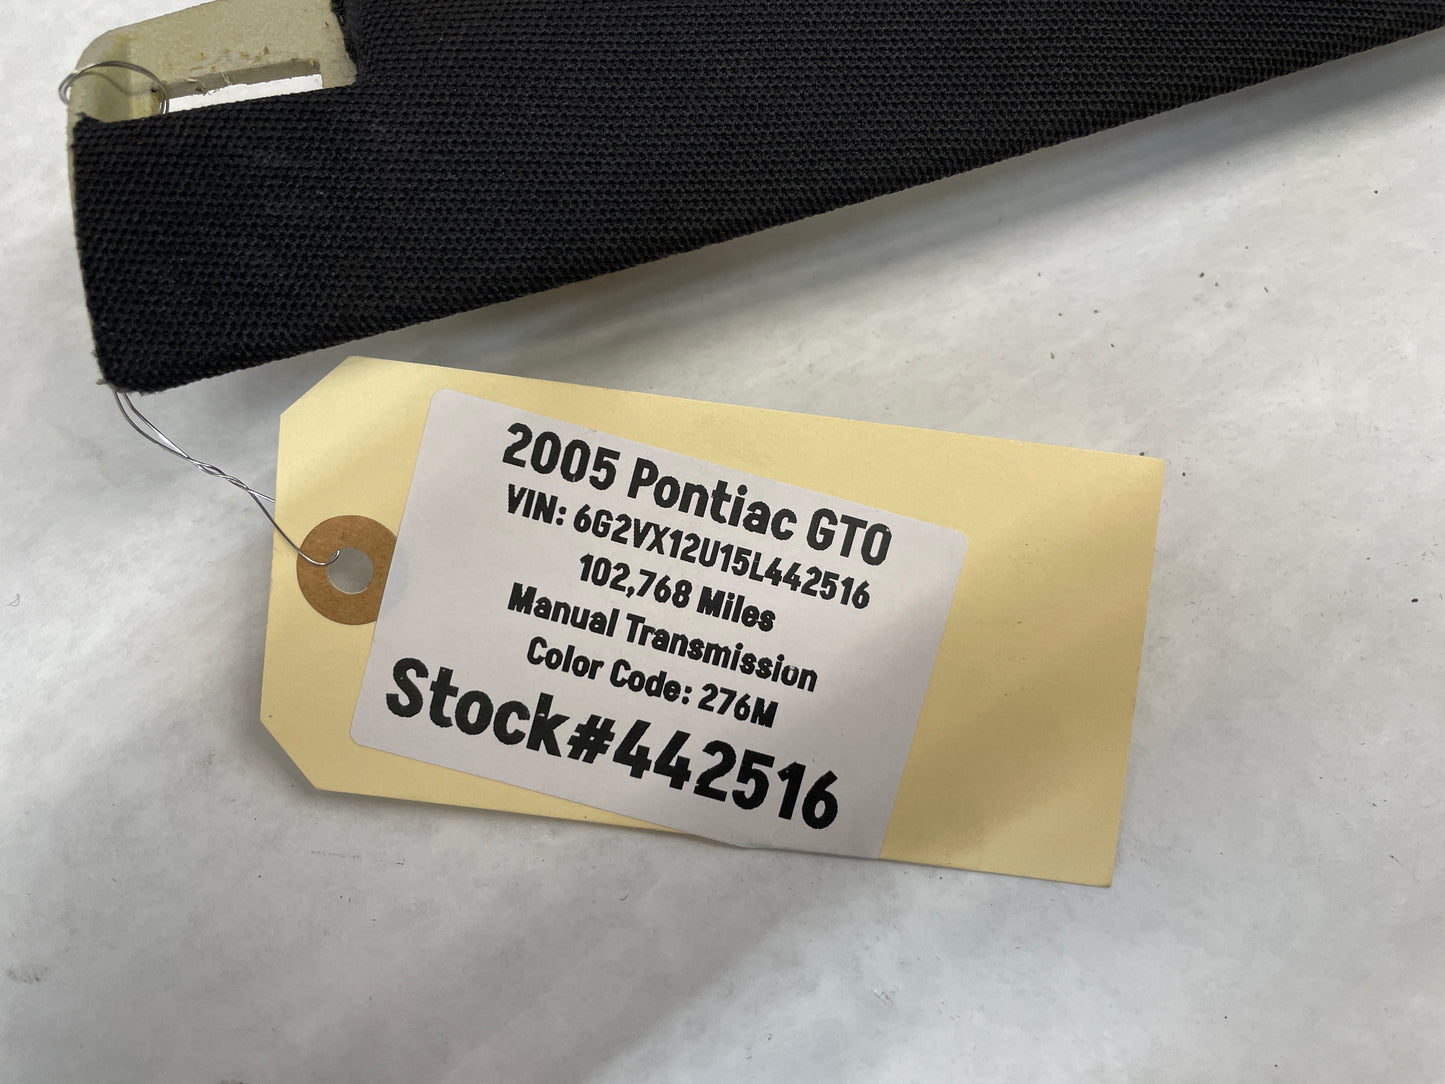 2005 Pontiac GTO
VIN: 6G2VX12U15L442516
102,768 Miles
Manual Transmission
Color Code: 276M
Stock#442516